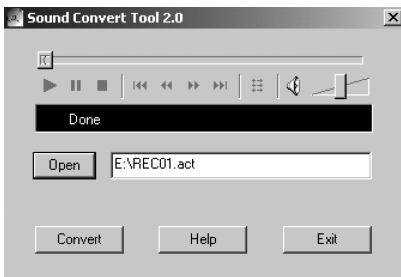 Sound Convert Tool 2.0
Done
Open E:\REC01.act
Convert Help Exit